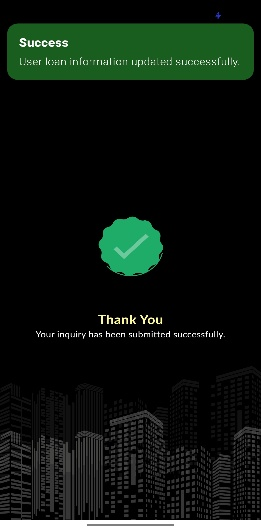 Success
User loan information updated successfully.
Thank You
Your inquiry has been submitted successfully.